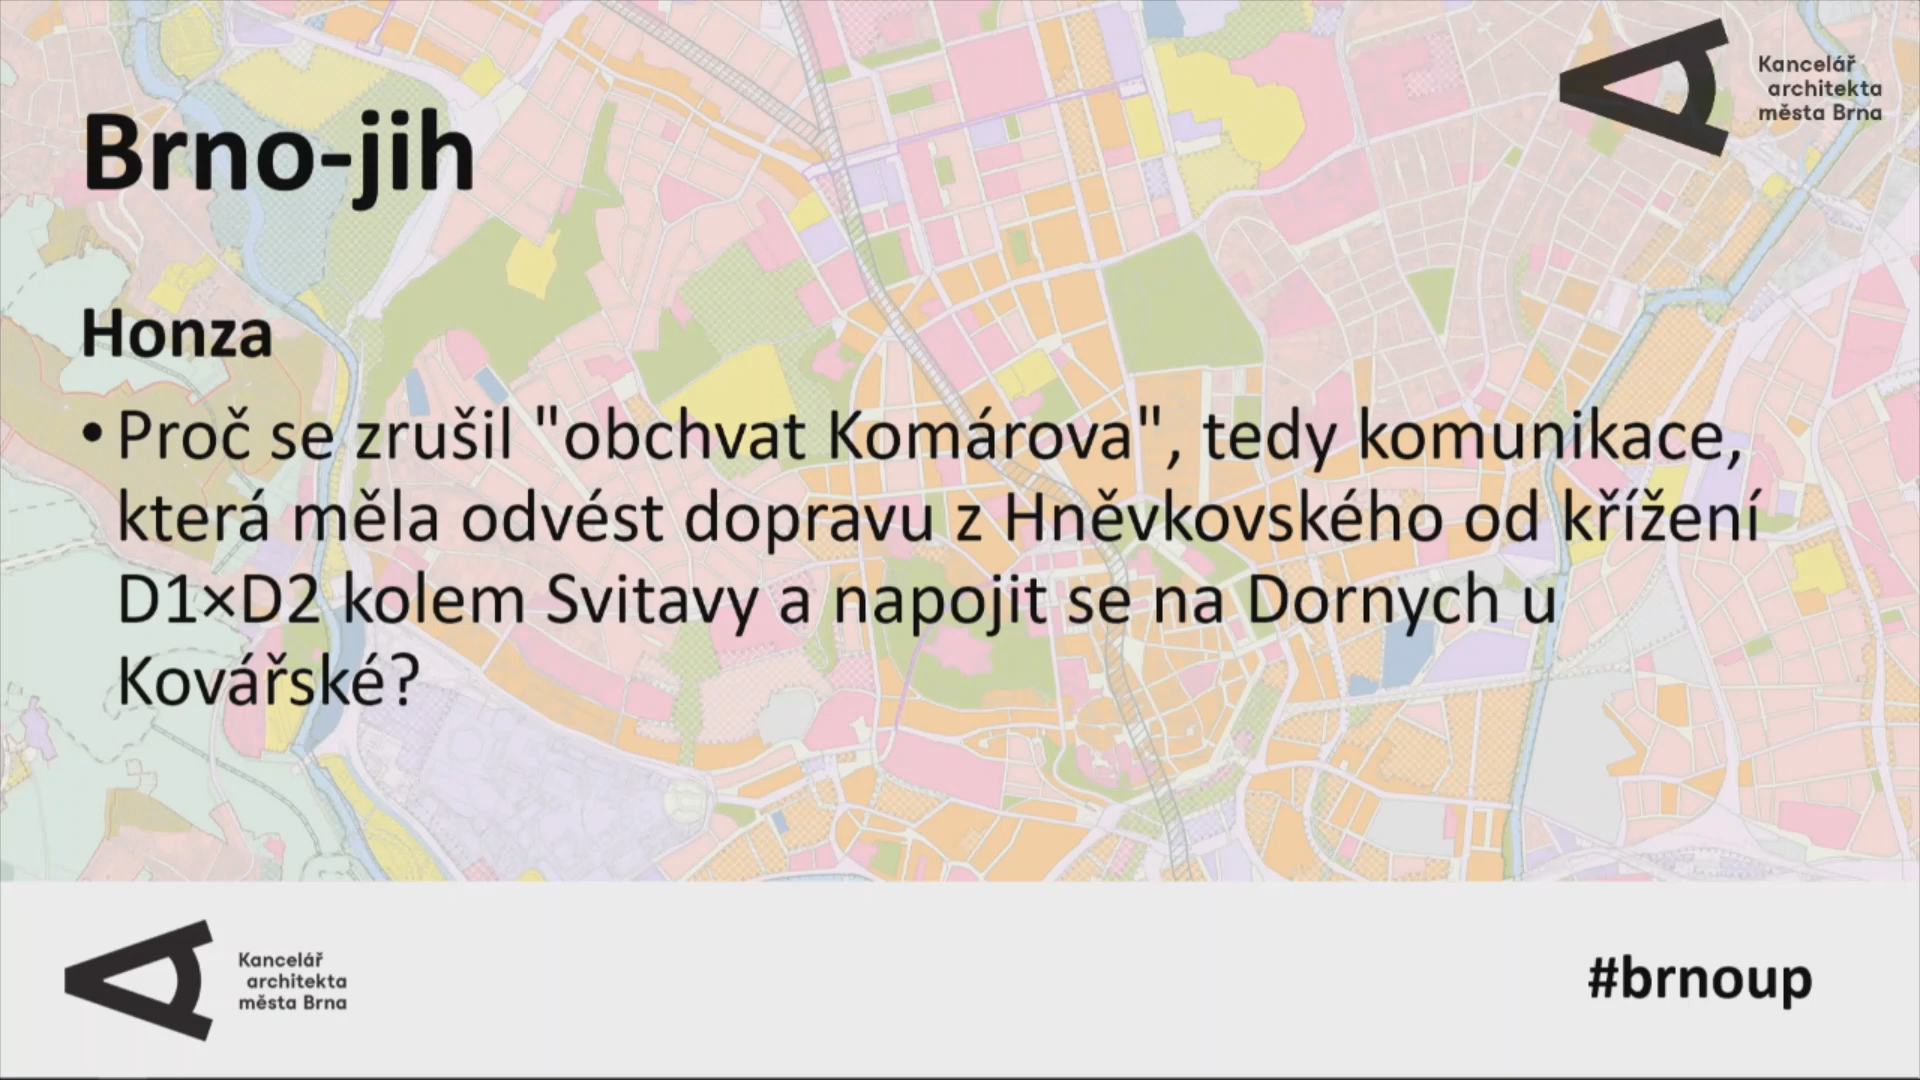 Kancelář
architekta
města Brna
Brno-jih
Honza
• Proč se zrušil "obchvat Komárova", tedy komunikace,
která měla odvést dopravu z Hněvkovského od křížení
D1×D2 kolem Svitavy a napojit se na Dornych u
Kovářské?
Kancelář
architekta
města Brna
#brnoup